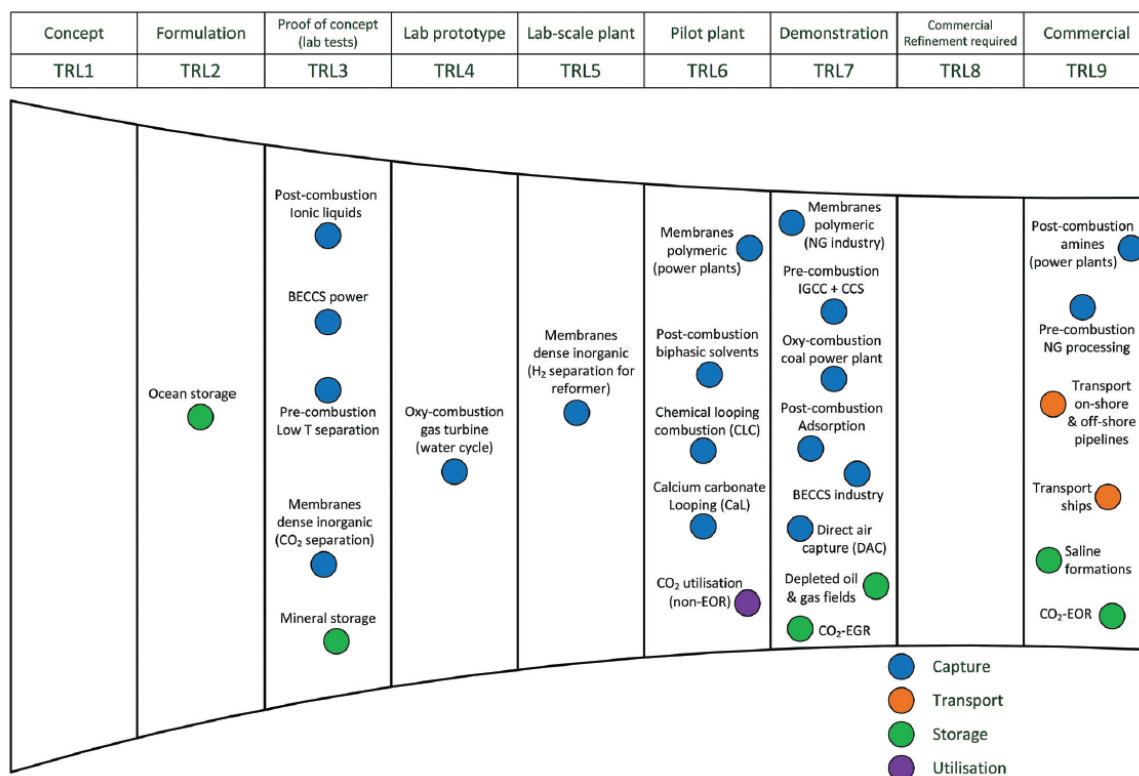 Concept
Formulation
Proof of concept
(lab tests)
Lab prototype
Lab-scale plant
Pilot plant
Demonstration
Commercial
Refinement required
Commercial
TRL1
TRL2
TRL3
TRL4
TRL5
TRL6
TRL7
TRL8
TRL9
Ocean storage
Post-combustion
Ionic liquids
BECCS power
Pre-combustion
Low T separation
Membranes
dense inorganic
(CO₂ separation)
Mineral storage
Oxy-combustion
gas turbine
(water cycle)
Membranes
dense inorganic
(H₂ separation for
reformer)
Membranes
polymeric
(power plants)
Post-combustion
biphasic solvents
Chemical looping
combustion (CLC)
Calcium carbonate
Looping (CaL)
CO₂ utilisation
(non-EOR)
Membranes
polymeric
(NG industry)
Pre-combustion
IGCC + CCS
Oxy-combustion
coal power plant
Post-combustion
Adsorption
BECCS industry
Direct air
capture (DAC)
Depleted oil
& gas fields
CO₂-EGR
Post-combustion
amines
(power plants)
Pre-combustion
NG processing
Transport
on-shore
& off-shore
pipelines
Transport
ships
Saline
formations
CO₂-EOR
Capture
Transport
Storage
Utilisation